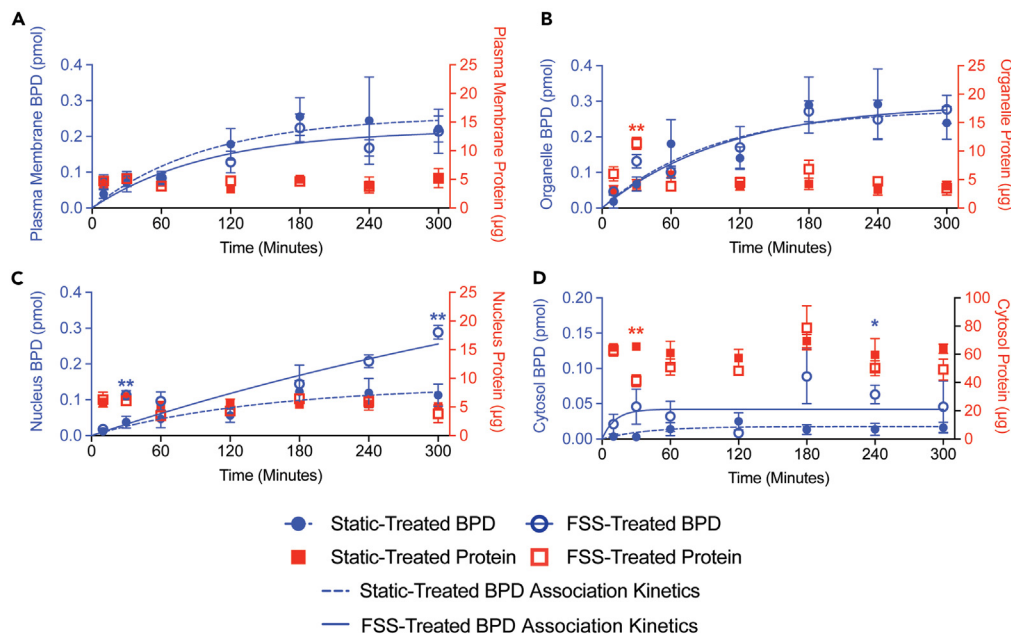 A
Plasma Membrane BPD (pmol)
0.4
0.3
0.2
0.1
0.0
25
20
15
10
5
0
Plasma Membrane Protein (µg)
0 60 120 180 240 300
Time (Minutes)
B
Organelle BPD (pmol)
0.4
0.3
0.2
0.1
0.0
**
25
20
15
10
5
0
Organelle Protein (µg)
0 60 120 180 240 300
Time (Minutes)
C
Nucleus BPD (pmol)
0.4
0.3
0.2
0.1
0.0
**
**
25
20
15
10
5
0
Nucleus Protein (µg)
0 60 120 180 240 300
Time (Minutes)
D
Cytosol BPD (pmol)
0.20
0.15
0.10
0.05
0.00
**
*
100
80
60
40
20
0
Cytosol Protein (µg)
0 60 120 180 240 300
Time (Minutes)
Static-Treated BPD FSS-Treated BPD
Static-Treated Protein FSS-Treated Protein
Static-Treated BPD Association Kinetics
FSS-Treated BPD Association Kinetics